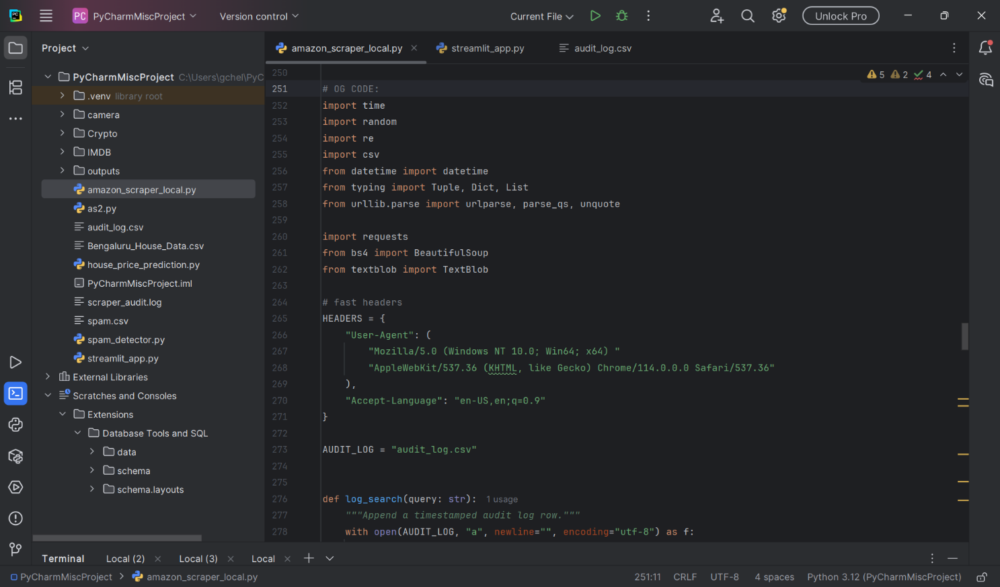 PC PyCharmMiscProject Version control Current File Unlock Pro
Project
amazon_scraper_local.py streamlit_app.py audit_log.csv
PyCharmMiscProject C:\Users\gchel\PyC
.venv library root
camera
Crypto
IMDB
outputs
amazon_scraper_local.py
as2.py
audit_log.csv
Bengaluru_House_Data.csv
house_price_prediction.py
PyCharmMiscProject.iml
scraper_audit.log
spam.csv
spam_detector.py
streamlit_app.py
External Libraries
Scratches and Consoles
Extensions
Database Tools and SQL
data
schema
schema.layouts
5 2 4
250
251 # OG CODE:
252 import time
253 import random
254 import re
255 import csv
256 from datetime import datetime
257 from typing import Tuple, Dict, List
258 from urllib.parse import urlparse, parse_qs, unquote
259
260 import requests
261 from bs4 import BeautifulSoup
262 from textblob import TextBlob
263
264 # fast headers
265 HEADERS = {
266 "User-Agent": (
267 "Mozilla/5.0 (Windows NT 10.0; Win64; x64) "
268 "AppleWebKit/537.36 (KHTML, like Gecko) Chrome/114.0.0.0 Safari/537.36"
269 ),
270 "Accept-Language": "en-US,en;q=0.9"
271 }
272
273 AUDIT_LOG = "audit_log.csv"
274
275
276 def log_search(query: str): 1 usage
277 """Append a timestamped audit log row."""
278 with open(AUDIT_LOG, "a", newline="", encoding="utf-8") as f:
Terminal Local (2) Local (3) Local
PyCharmMiscProject amazon_scraper_local.py 251:11 CRLF UTF-8 4 spaces Python 3.12 (PyCharmMiscProject)